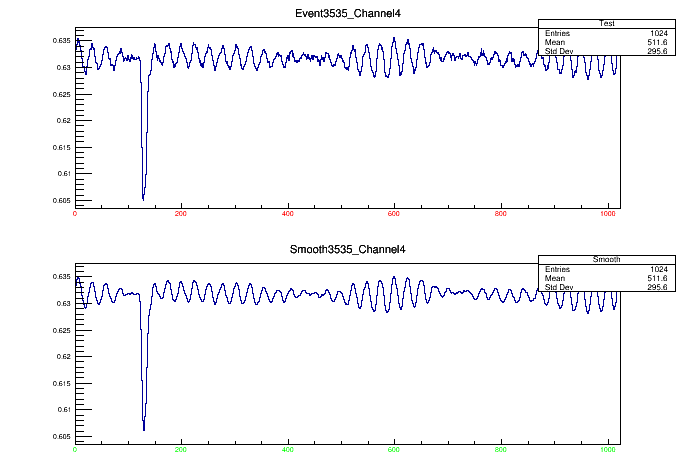 Event3535_Channel4
Test
Entries 1024
Mean 511.6
Std Dev 295.6
0.635
0.63
0.625
0.62
0.615
0.61
0.605
0 200 400 600 800 1000
Smooth3535_Channel4
Smooth
Entries 1024
Mean 511.6
Std Dev 295.6
0.635
0.63
0.625
0.62
0.615
0.61
0.605
0 200 400 600 800 1000